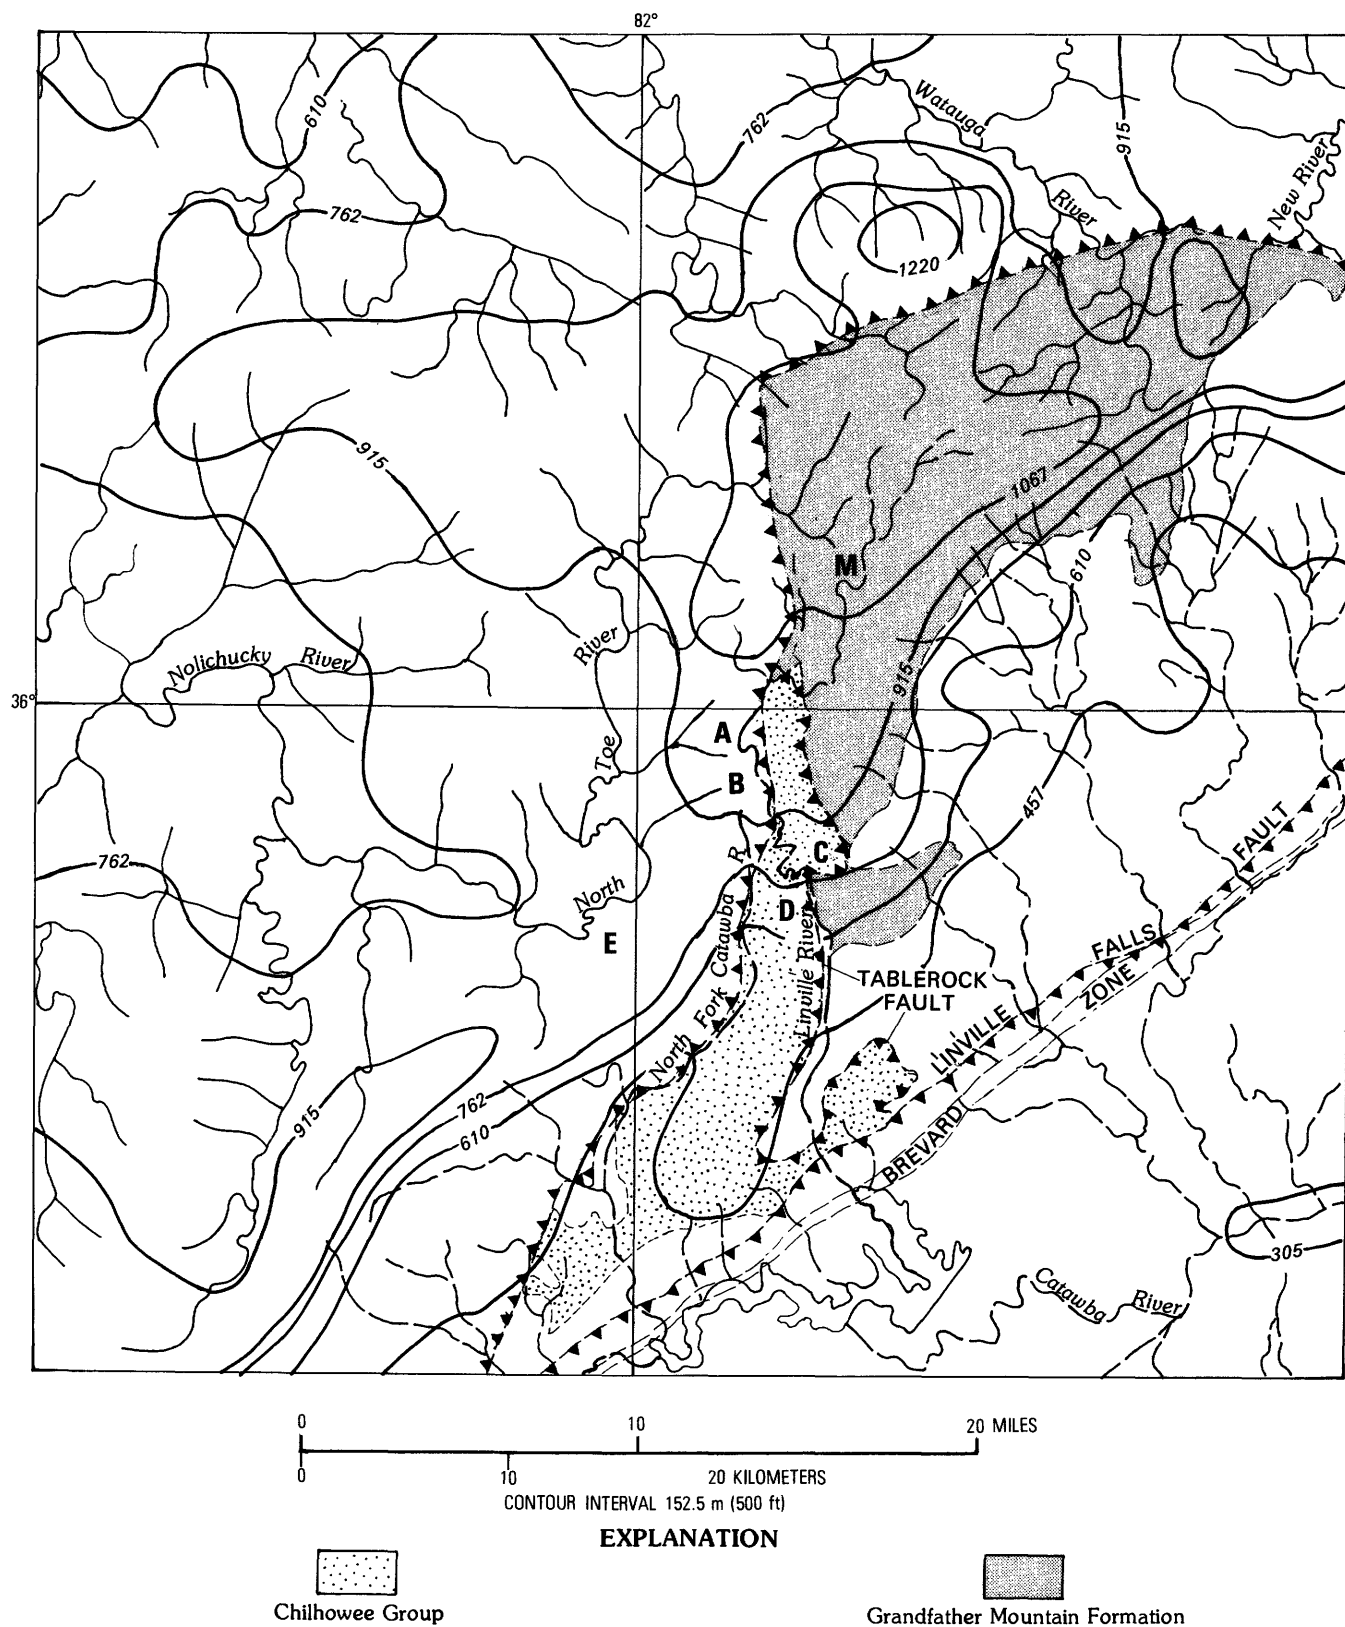 82°
610
762
Watauga
River
915
New River
762
1220
915
1067
M
610
Nolichucky River
River
Toe
915
36°
A
B
457
FAULT
762
R
C
North
D
E
North Fork Catawba
Linville River
FALLS
ZONE
TABLEROCK
FAULT
LINVILLE
915
762
610
BREVARD
305
Catawba River
0 10 20 MILES
0 10 20 KILOMETERS
CONTOUR INTERVAL 152.5 m (500 ft)
EXPLANATION
Chilhowee Group
Grandfather Mountain Formation